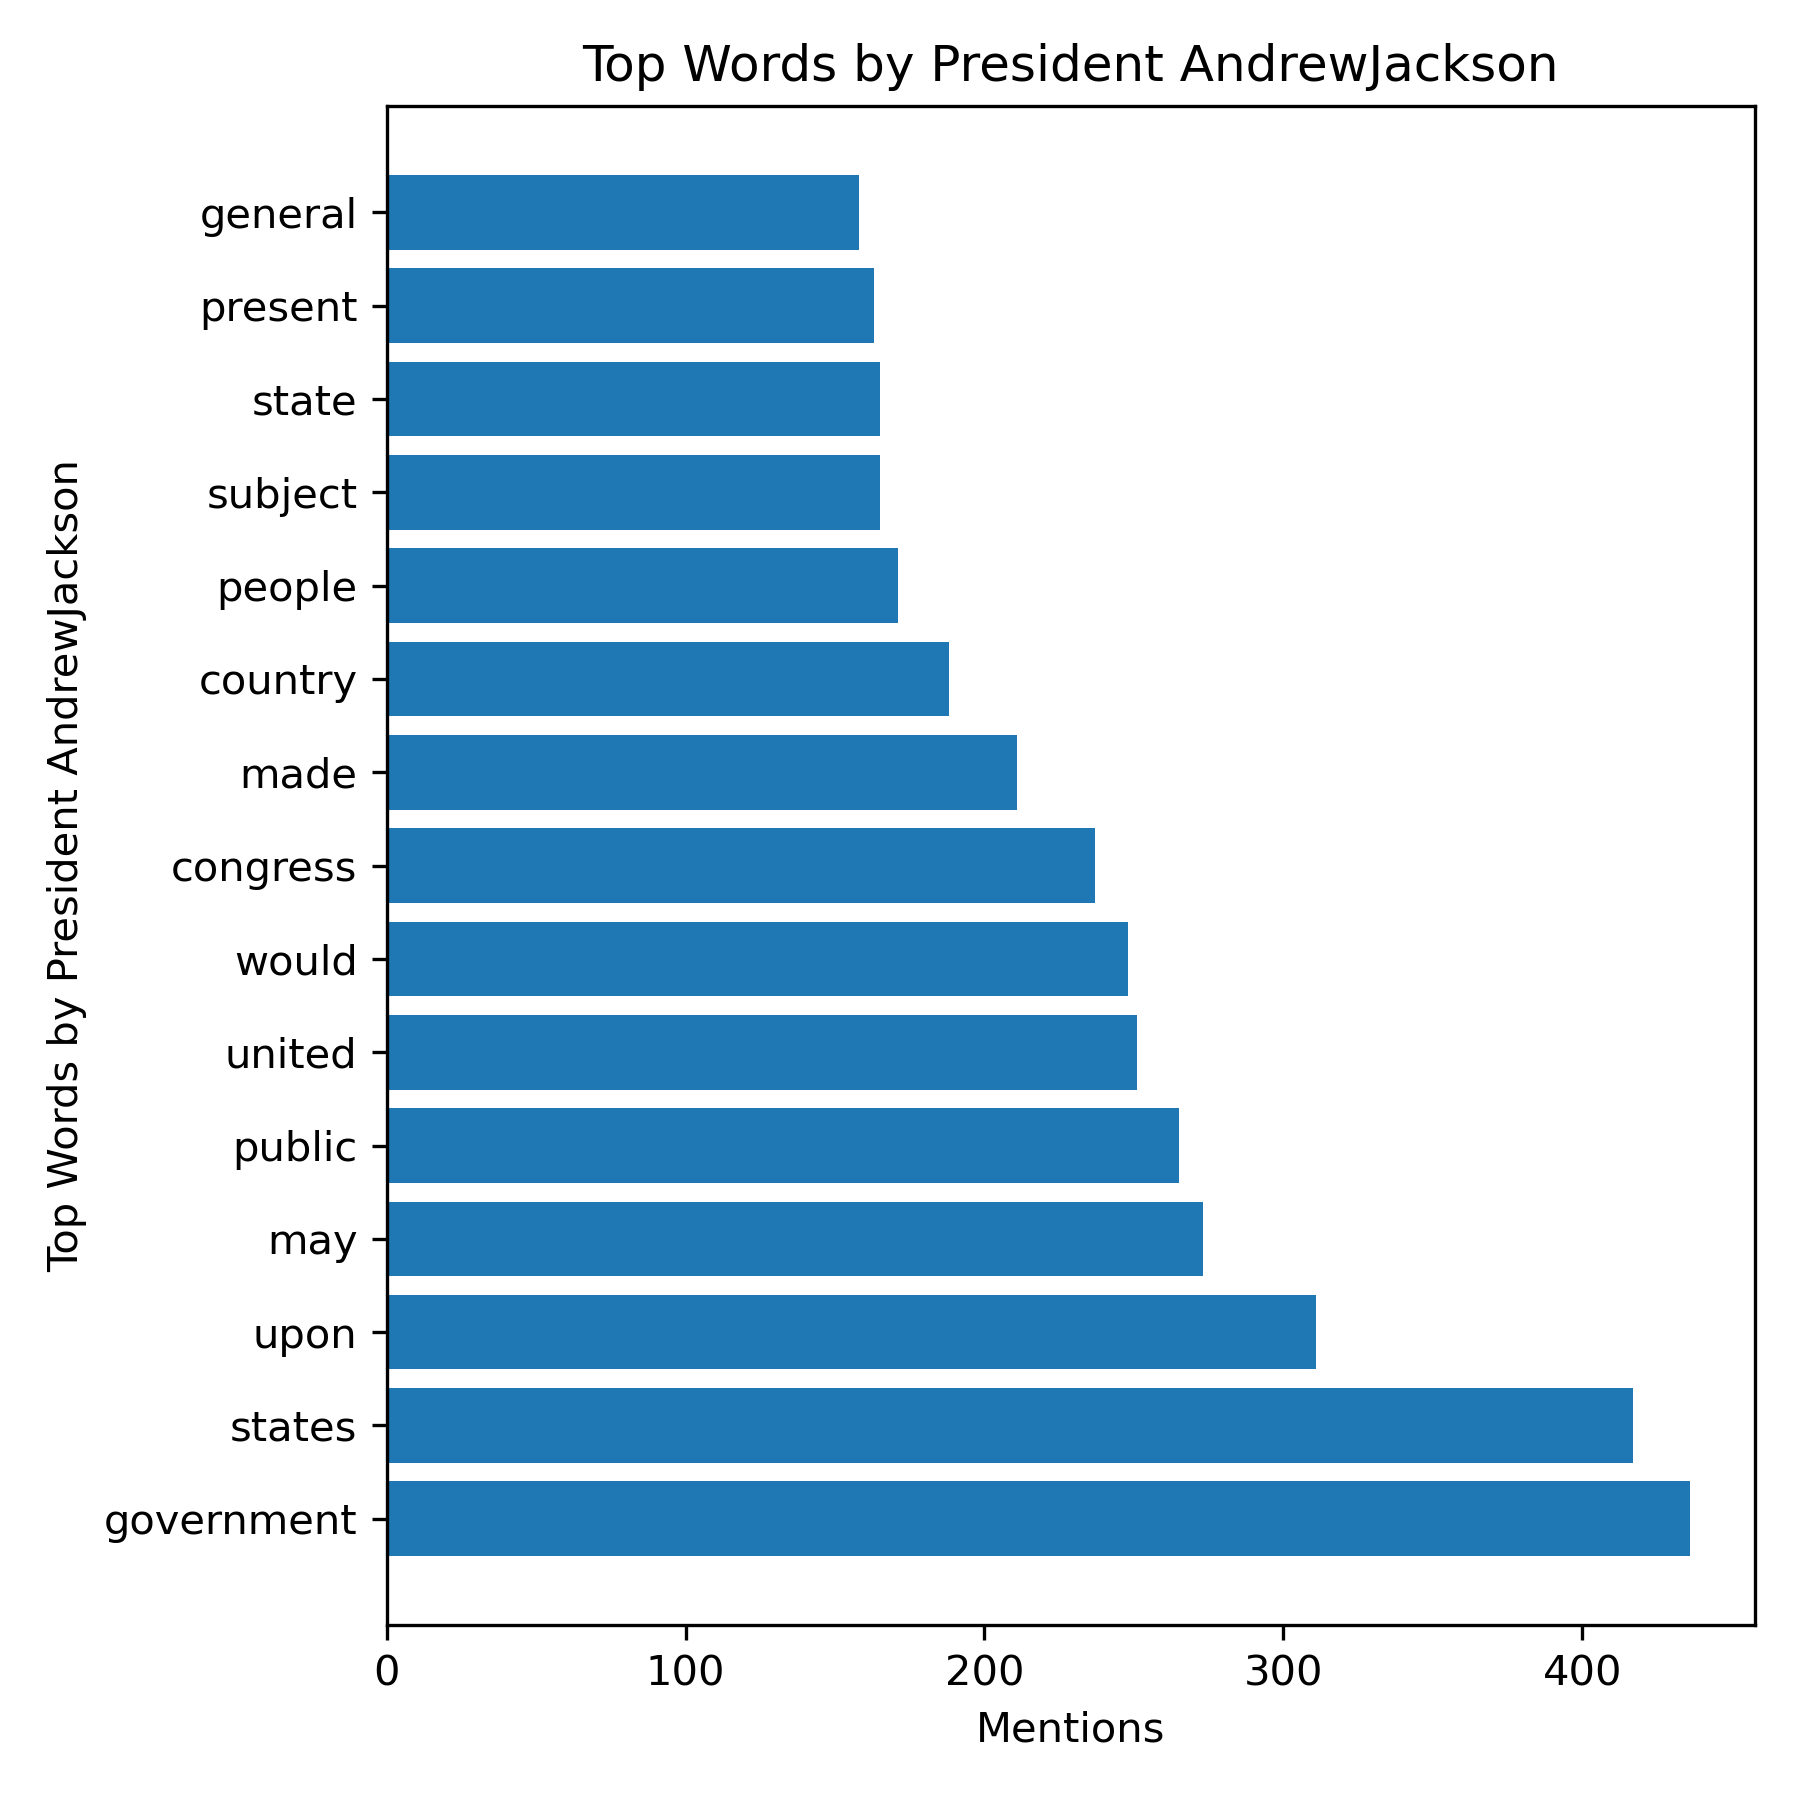 Top Words by President AndrewJackson
Top Words by President AndrewJackson
general
present
state
subject
people
country
made
congress
would
united
public
may
upon
states
government
0 100 200 300 400
Mentions